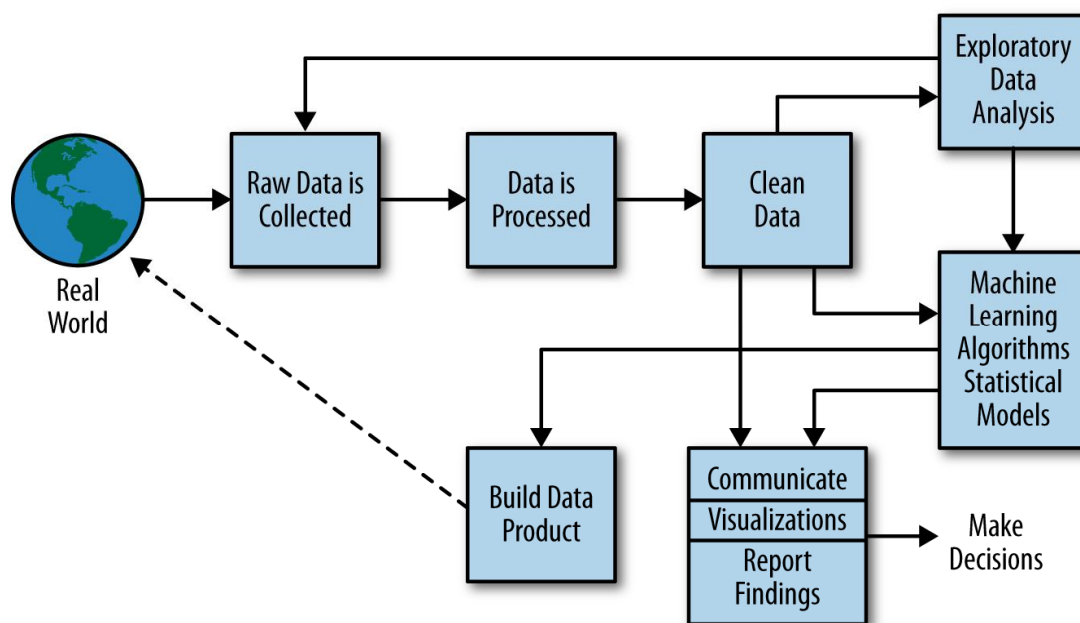 Exploratory
Data
Analysis
Raw Data is
Collected
Data is
Processed
Clean
Data
Real
World
Machine
Learning
Algorithms
Statistical
Models
Build Data
Product
Communicate
Visualizations
Report
Findings
Make
Decisions